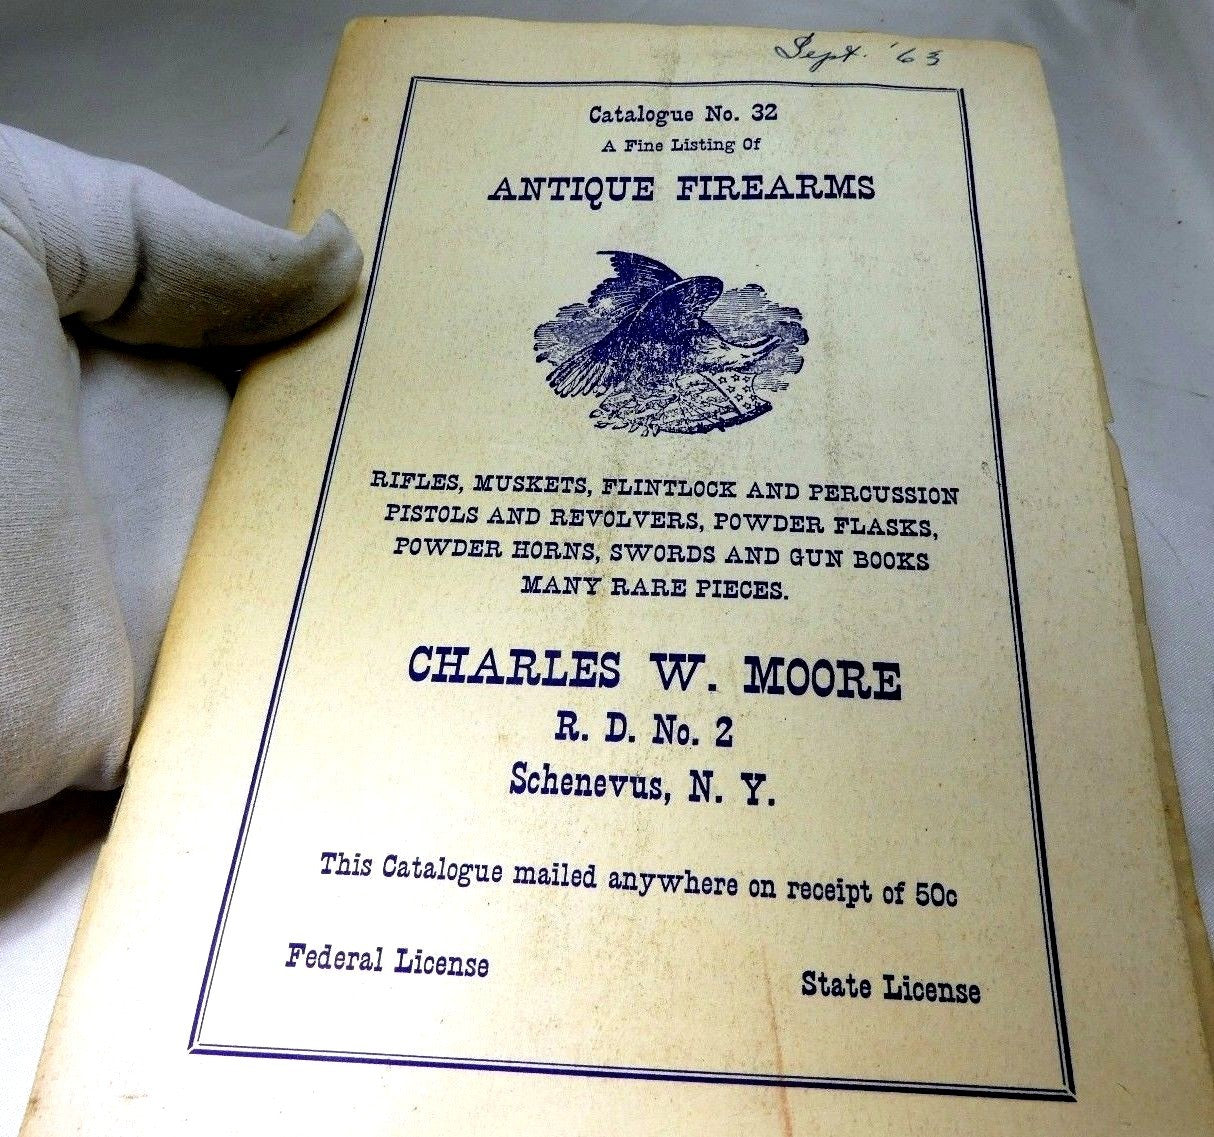 Sept. '63
Catalogue No. 32
A Fine Listing Of
ANTIQUE FIREARMS
RIFLES, MUSKETS, FLINTLOCK AND PERCUSSION
PISTOLS AND REVOLVERS, POWDER FLASKS,
POWDER HORNS, SWORDS AND GUN BOOKS
MANY RARE PIECES.
CHARLES W. MOORE
R. D. No. 2
Schenevus, N. Y.
This Catalogue mailed anywhere on receipt of 50c
Federal License
State License